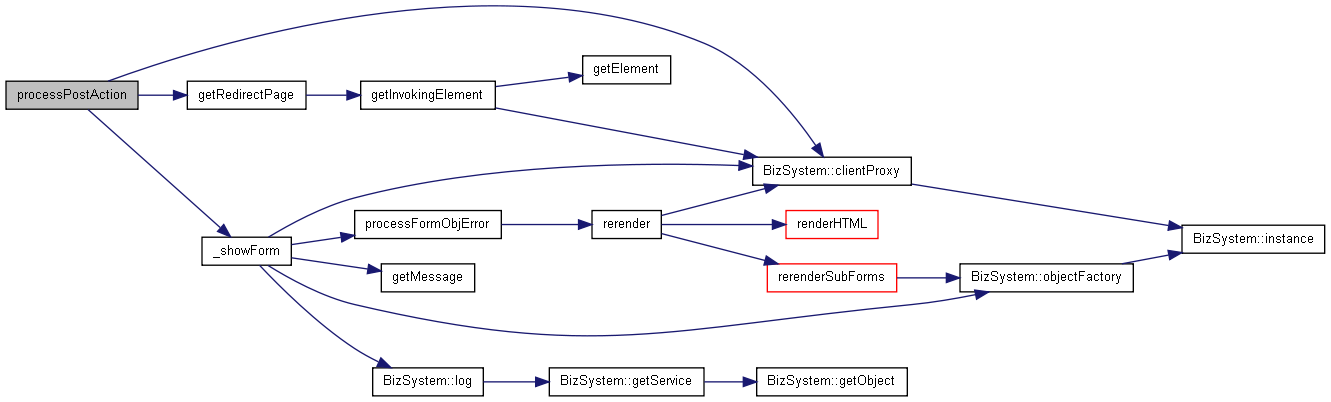 processPostAction
getRedirectPage
getInvokingElement
getElement
BizSystem::clientProxy
processFormObjError
rerender
renderHTML
_showForm
getMessage
rerenderSubForms
BizSystem::objectFactory
BizSystem::instance
BizSystem::log
BizSystem::getService
BizSystem::getObject